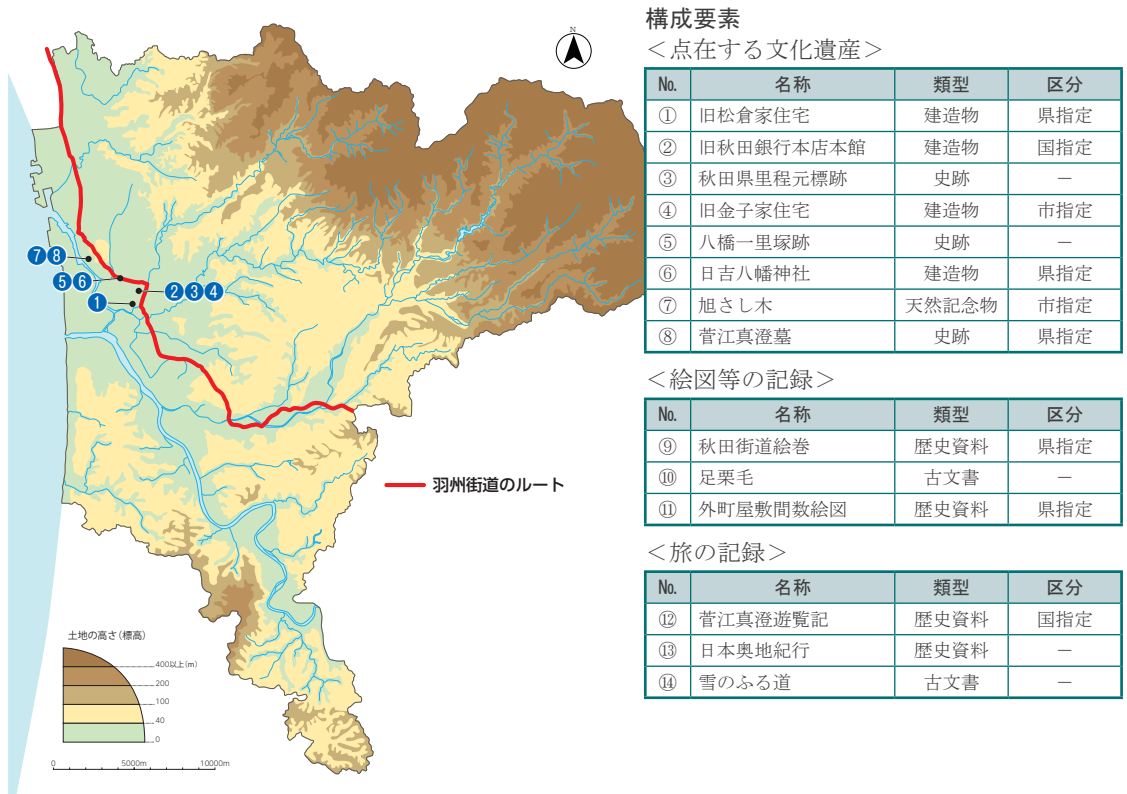 N
⑦⑧
⑤⑥
②③④
①
羽州街道のルート
土地の高さ(標高)
400以上(m)
200
100
40
0
0 5000m 10000m
構成要素
<点在する文化遺産>
No. 名称 類型 区分
① 旧松倉家住宅 建造物 県指定
② 旧秋田銀行本店本館 建造物 国指定
③ 秋田県里程元標跡 史跡 −
④ 旧金子家住宅 建造物 市指定
⑤ 八橋一里塚跡 史跡 −
⑥ 日吉八幡神社 建造物 県指定
⑦ 旭さし木 天然記念物 市指定
⑧ 菅江真澄墓 史跡 県指定
<絵図等の記録>
No. 名称 類型 区分
⑨ 秋田街道絵巻 歴史資料 県指定
⑩ 足栗毛 古文書 −
⑪ 外町屋敷間数絵図 歴史資料 県指定
<旅の記録>
No. 名称 類型 区分
⑫ 菅江真澄遊覧記 歴史資料 国指定
⑬ 日本奥地紀行 歴史資料 −
⑭ 雪のふる道 古文書 −